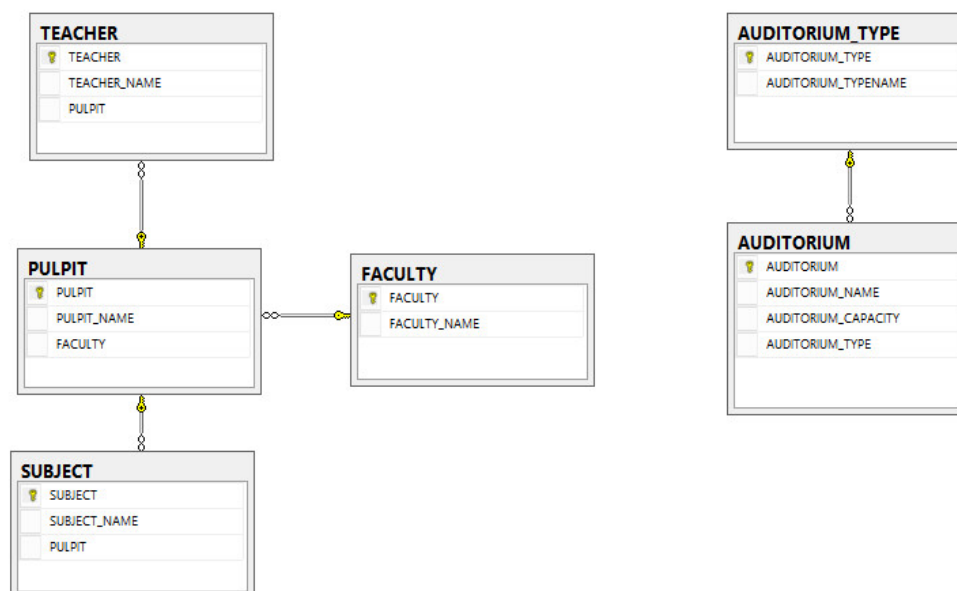 TEACHER
TEACHER
TEACHER_NAME
PULPIT
PULPIT
PULPIT
PULPIT_NAME
FACULTY
FACULTY
FACULTY
FACULTY_NAME
SUBJECT
SUBJECT
SUBJECT_NAME
PULPIT
AUDITORIUM_TYPE
AUDITORIUM_TYPE
AUDITORIUM_TYPENAME
AUDITORIUM
AUDITORIUM
AUDITORIUM_NAME
AUDITORIUM_CAPACITY
AUDITORIUM_TYPE